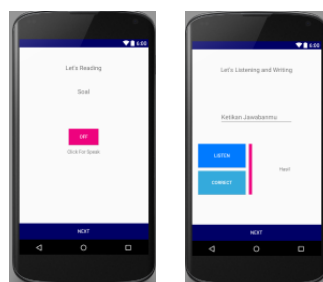 6:00
Let's Reading
Soal
OFF
Click For Speak
NEXT
6:00
Let's Listening and Writing
Ketikan Jawabanmu
LISTEN
CORRECT
Hasil
NEXT